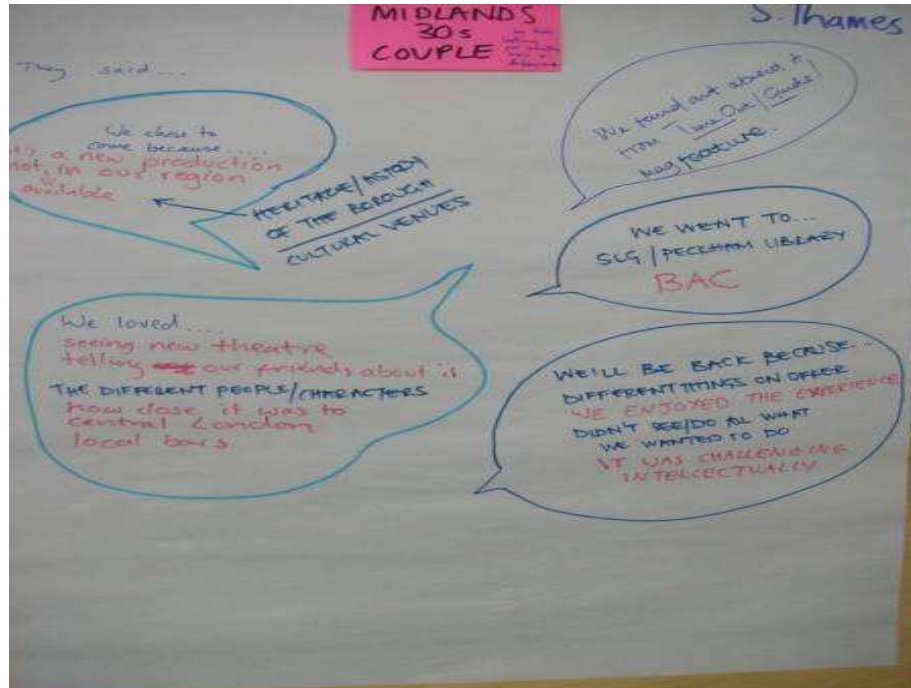 MIDLANDS
30s
COUPLE
S. Thames
They said...
We chose to
come because.....
its a new production
not in our region
available
HERITAGE/HISTORY
OF THE BOROUGH
CULTURAL VENUES
We found out about it
from Time Out/Guide/
mag feature.
WE WENT TO...
SLG/PECKHAM LIBRARY
BAC
We loved....
seeing new theatre
telling our friends about it
THE DIFFERENT PEOPLE/CHARACTERS
how close it was to
central London
local bars
WE'LL BE BACK BECAUSE...
DIFFERENT THINGS ON OFFER
WE ENJOYED THE EXPERIENCE
DIDN'T SEE/DO ALL WHAT
WE WANTED TO DO
IT WAS CHALLENGING
INTELLECTUALLY